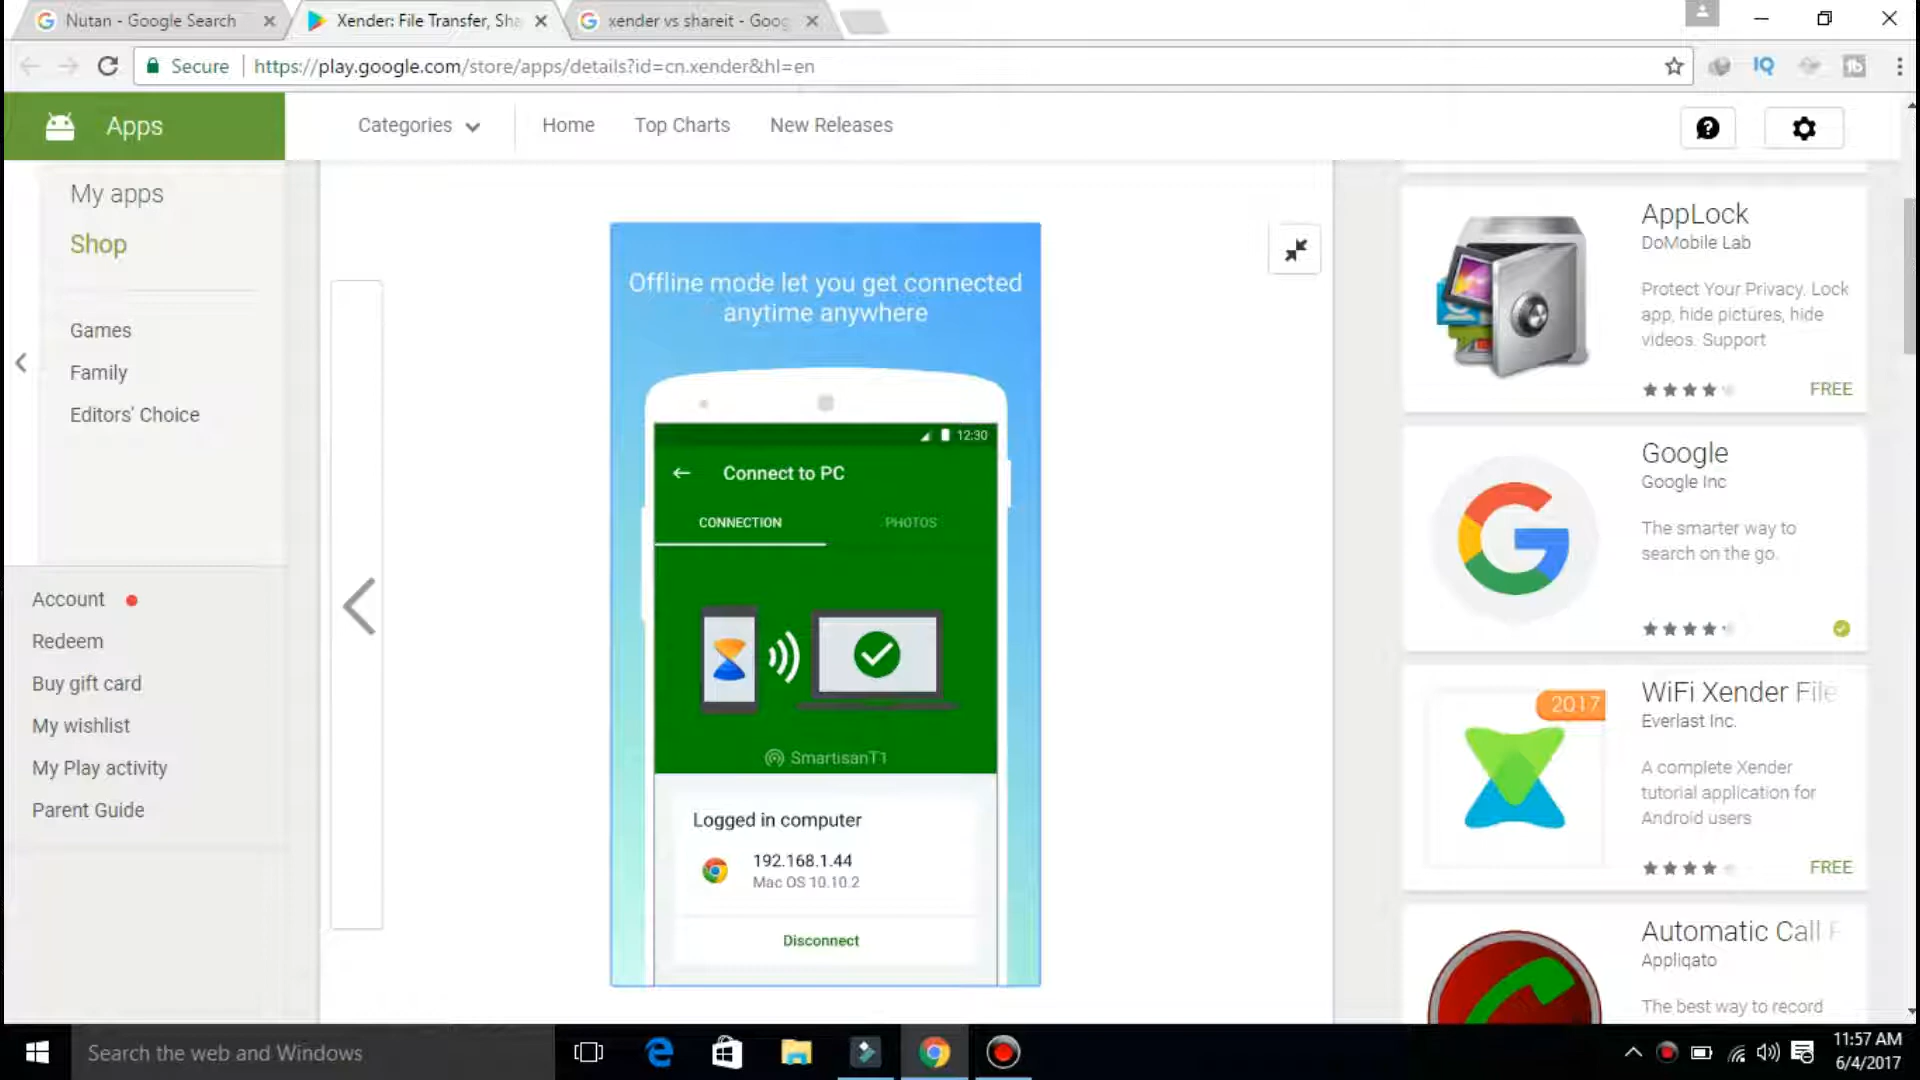 Nutan - Google Search
Xender: File Transfer, Sha
xender vs shareit - Goog
Secure
https://play.google.com/store/apps/details?id=cn.xender&hl=en
IQ
Apps
Categories
Home
Top Charts
New Releases
My apps
Shop
Games
Family
Editors' Choice
Account
Redeem
Buy gift card
My wishlist
My Play activity
Parent Guide
Offline mode let you get connected
anytime anywhere
12:30
Connect to PC
CONNECTION
PHOTOS
SmartisanT1
Logged in computer
192.168.1.44
Mac OS 10.10.2
Disconnect
AppLock
DoMobile Lab
Protect Your Privacy. Lock
app, hide pictures, hide
videos. Support
FREE
Google
Google Inc
The smarter way to
search on the go.
2017
WiFi Xender File
Everlast Inc.
A complete Xender
tutorial application for
Android users
FREE
Automatic Call
Appliqato
The best way to record
Search the web and Windows
11:57 AM
6/4/2017